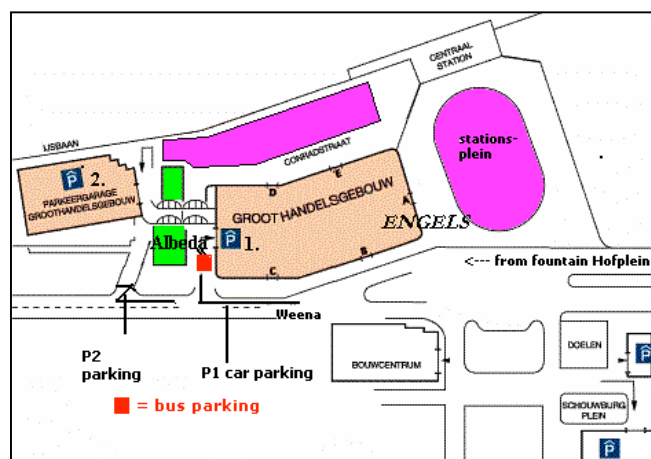 CENTRAAL
STATION
IJSBAAN
stations-
plein
CONRADSTRAAT
P 2.
PARKEERGARAGE
GROOTHANDELSGEBOUW
E
D
GROOT HANDELSGEBOUW
A
ENGELS
Albeda
P 1.
B
C
<--- from fountain Hofplein
Weena
P2
parking
P1 car parking
BOUWCENTRUM
DOELEN
P
= bus parking
SCHOUWBURG
PLEIN
P